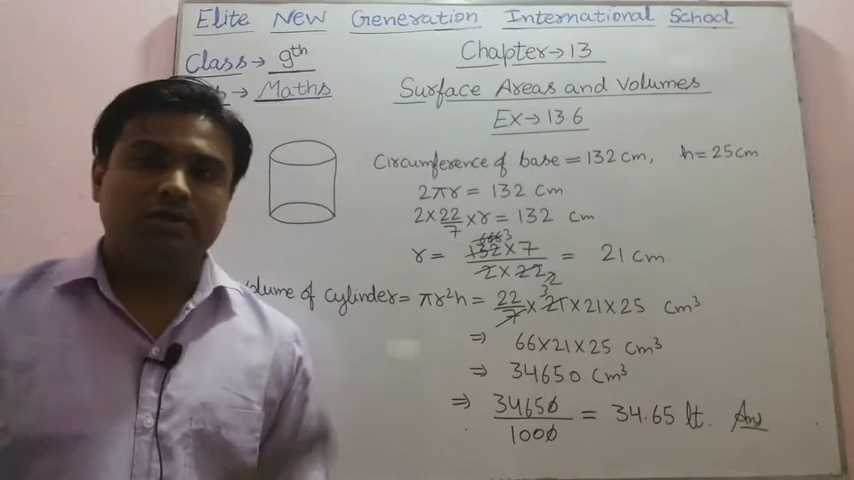 Elite New Generation International School
Class → 9th
Chapter → 13
→ Maths
Surface Areas and Volumes
Ex → 13.6
Circumference of base = 132 cm, h = 25 cm
2πr = 132 cm
2 × 22/7 × r = 132 cm
r = 132 × 7 / 2 × 22 = 21 cm.
Volume of cylinder = πr²h = 22/7 × 21 × 21 × 25 cm³
⇒ 66 × 21 × 25 cm³
⇒ 34650 cm³
⇒ 34650/1000 = 34.65 lt. Ans